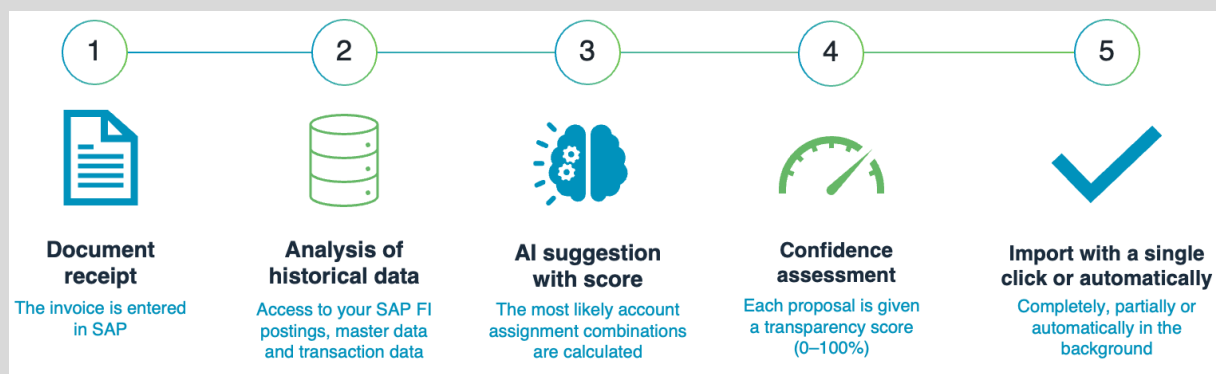 1
2
3
4
5
Document
receipt
The invoice is entered
in SAP
Analysis of
historical data
Access to your SAP FI
postings, master data
and transaction data
AI suggestion
with score
The most likely account
assignment combinations
are calculated
Confidence
assessment
Each proposal is given
a transparency score
(0–100%)
Import with a single
click or automatically
Completely, partially or
automatically in the
background